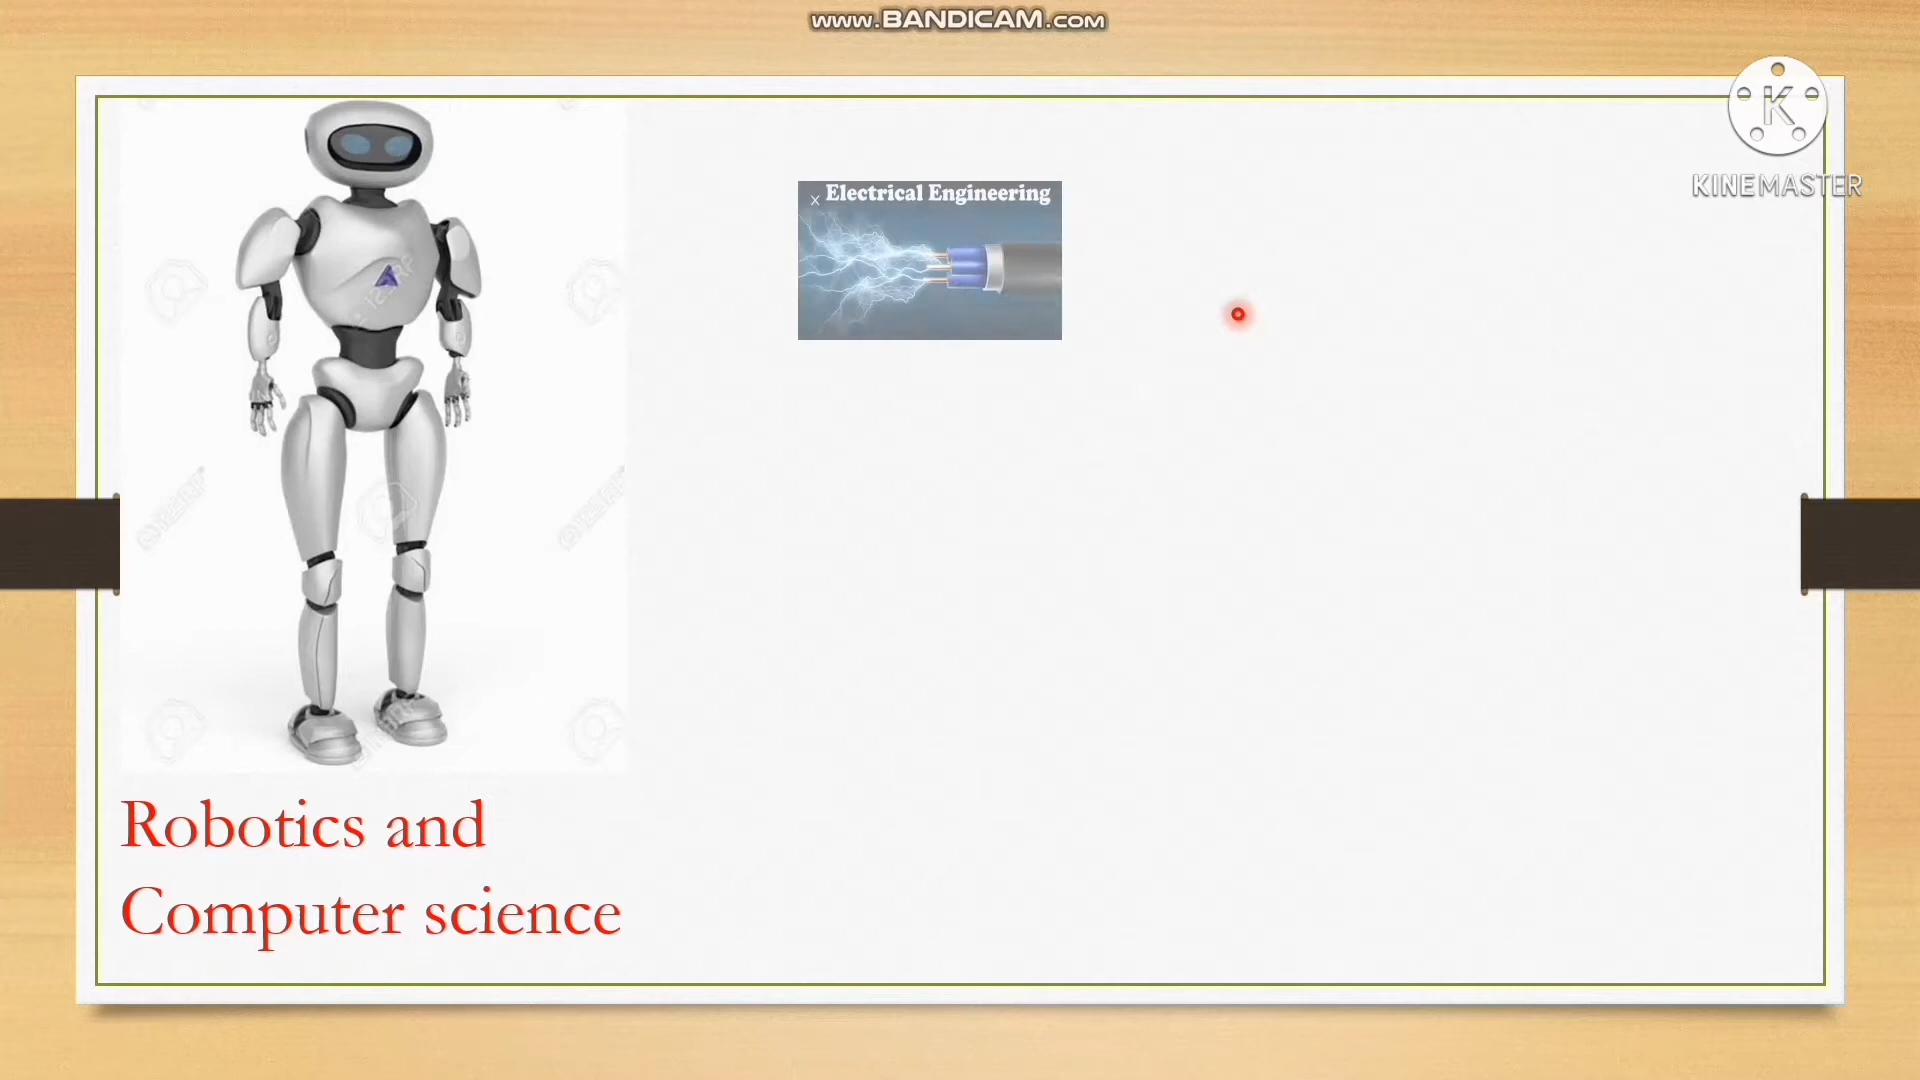 www.BANDICAM.com
K
KINEMASTER
Electrical Engineering
Robotics and
Computer science